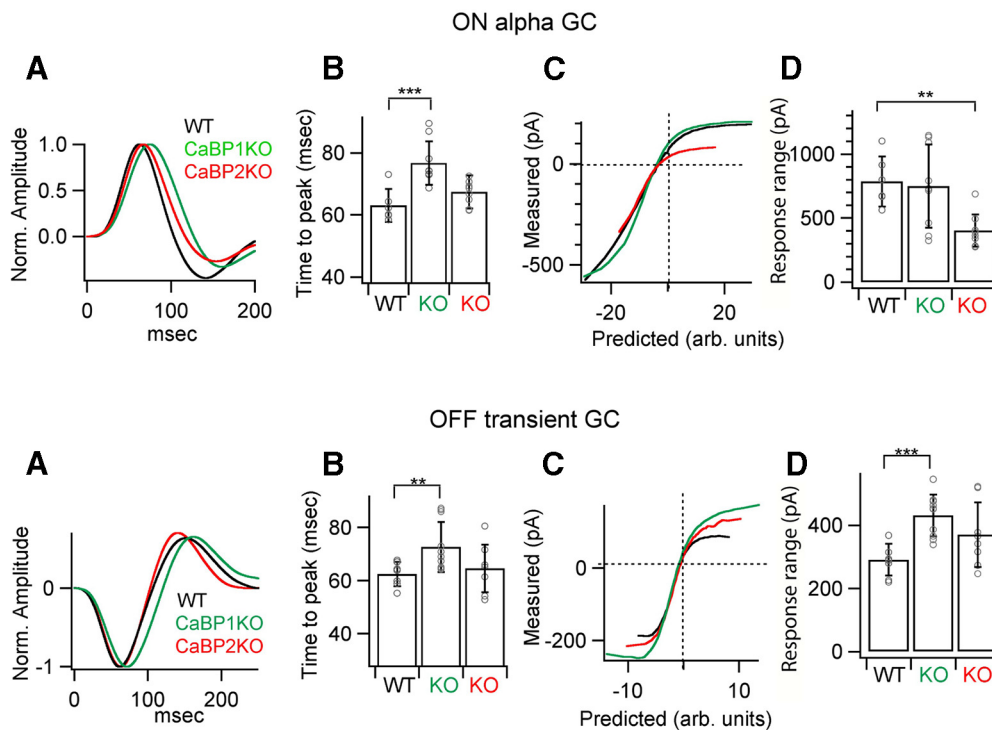 ON alpha GC
A
B
C
D
Norm. Amplitude
1.0
0.5
0.0
WT
CaBP1KO
CaBP2KO
0
100
200
msec
Time to peak (msec)
80
60
40
***
WT
KO
KO
Measured (pA)
0
-500
-20
0
20
Predicted (arb. units)
Response range (pA)
1000
500
0
**
WT
KO
KO
OFF transient GC
A
B
C
D
Norm. Amplitude
0
-1
WT
CaBP1KO
CaBP2KO
0
100
200
msec
Time to peak (msec)
80
60
40
**
WT
KO
KO
Measured (pA)
0
-200
-10
0
10
Predicted (arb. units)
Response range (pA)
400
200
0
***
WT
KO
KO